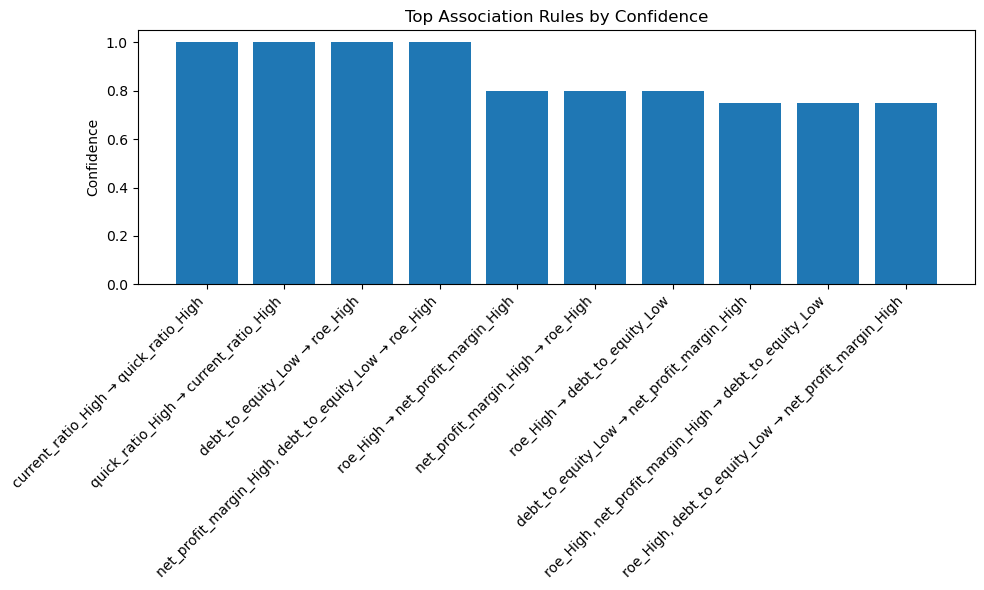 Top Association Rules by Confidence
Confidence
1.0
0.8
0.6
0.4
0.2
0.0
current_ratio_High → quick_ratio_High
quick_ratio_High → current_ratio_High
debt_to_equity_Low → roe_High
net_profit_margin_High, debt_to_equity_Low → roe_High
roe_High → net_profit_margin_High
net_profit_margin_High → roe_High
roe_High → debt_to_equity_Low
debt_to_equity_Low → net_profit_margin_High
roe_High, net_profit_margin_High → debt_to_equity_Low
roe_High, debt_to_equity_Low → net_profit_margin_High